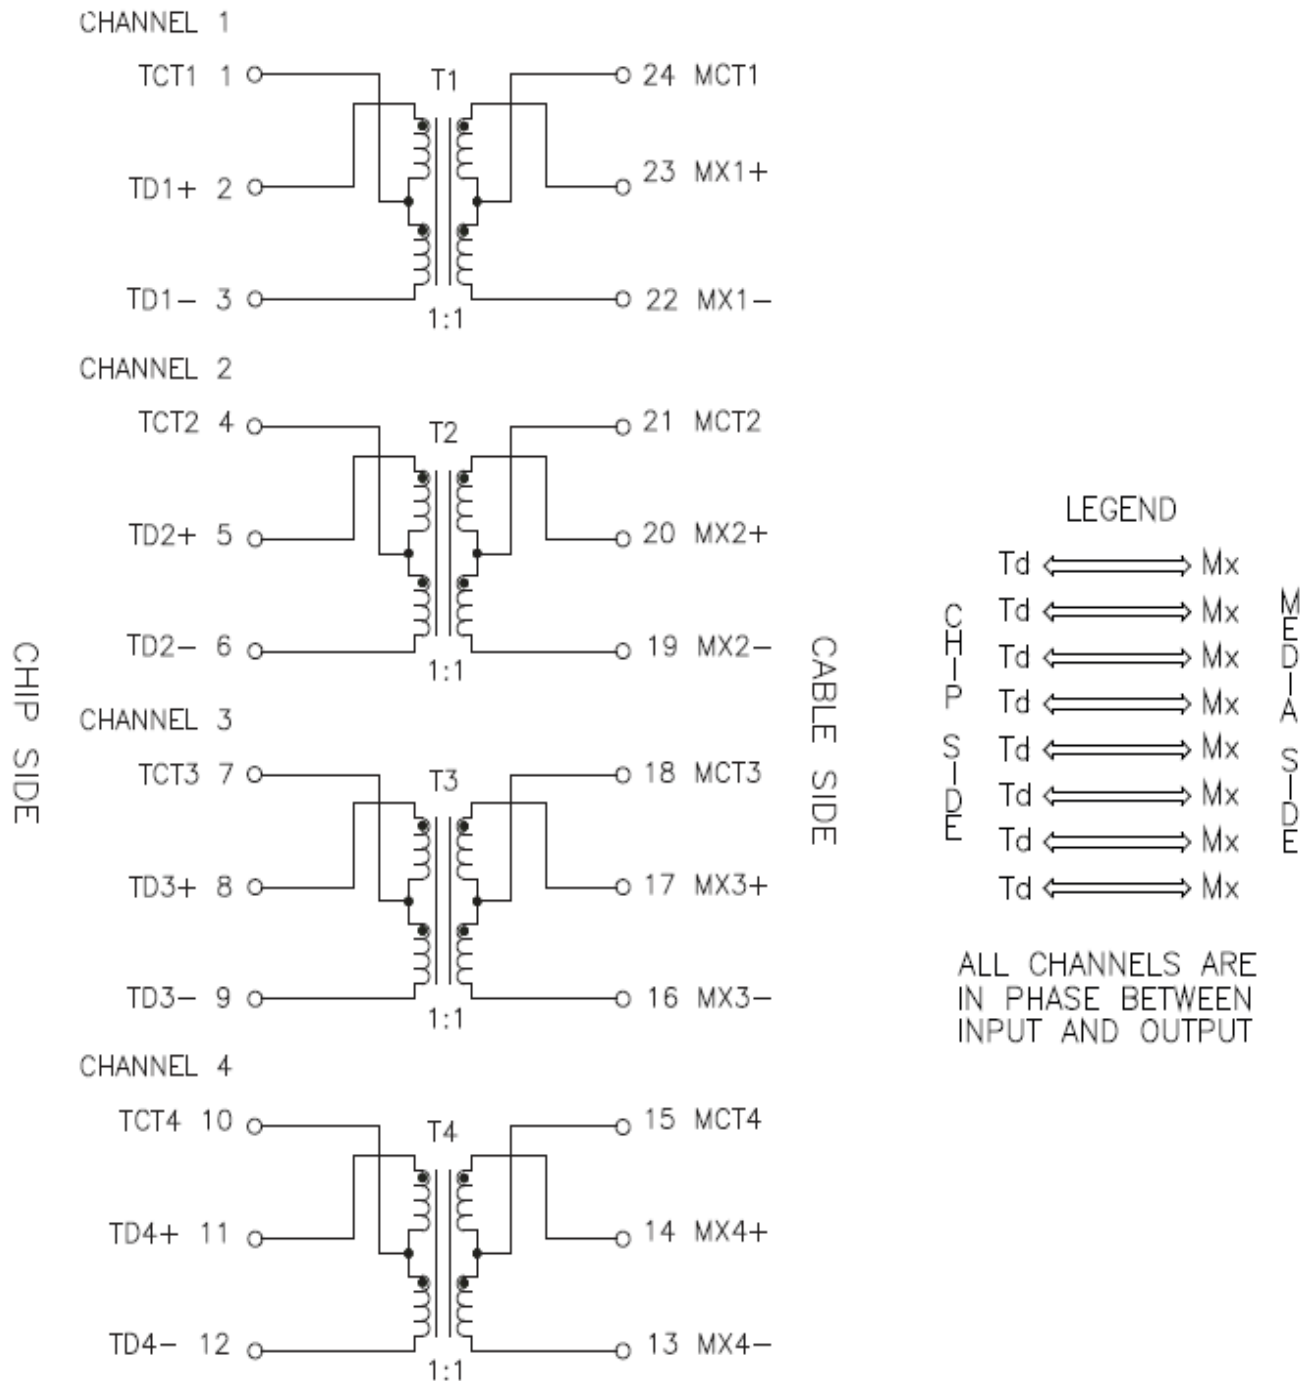 CHANNEL 1
TCT1 1
T1
24 MCT1
TD1+ 2
23 MX1+
TD1- 3
1:1
22 MX1-
CHANNEL 2
TCT2 4
T2
21 MCT2
TD2+ 5
20 MX2+
TD2- 6
1:1
19 MX2-
CHANNEL 3
TCT3 7
T3
18 MCT3
TD3+ 8
17 MX3+
TD3- 9
1:1
16 MX3-
CHANNEL 4
TCT4 10
T4
15 MCT4
TD4+ 11
14 MX4+
TD4- 12
1:1
13 MX4-
CHIP SIDE
CABLE SIDE
LEGEND
Td Mx
Td Mx
Td Mx
Td Mx
Td Mx
Td Mx
Td Mx
Td Mx
CHIP SIDE
MEDIA SIDE
ALL CHANNELS ARE
IN PHASE BETWEEN
INPUT AND OUTPUT